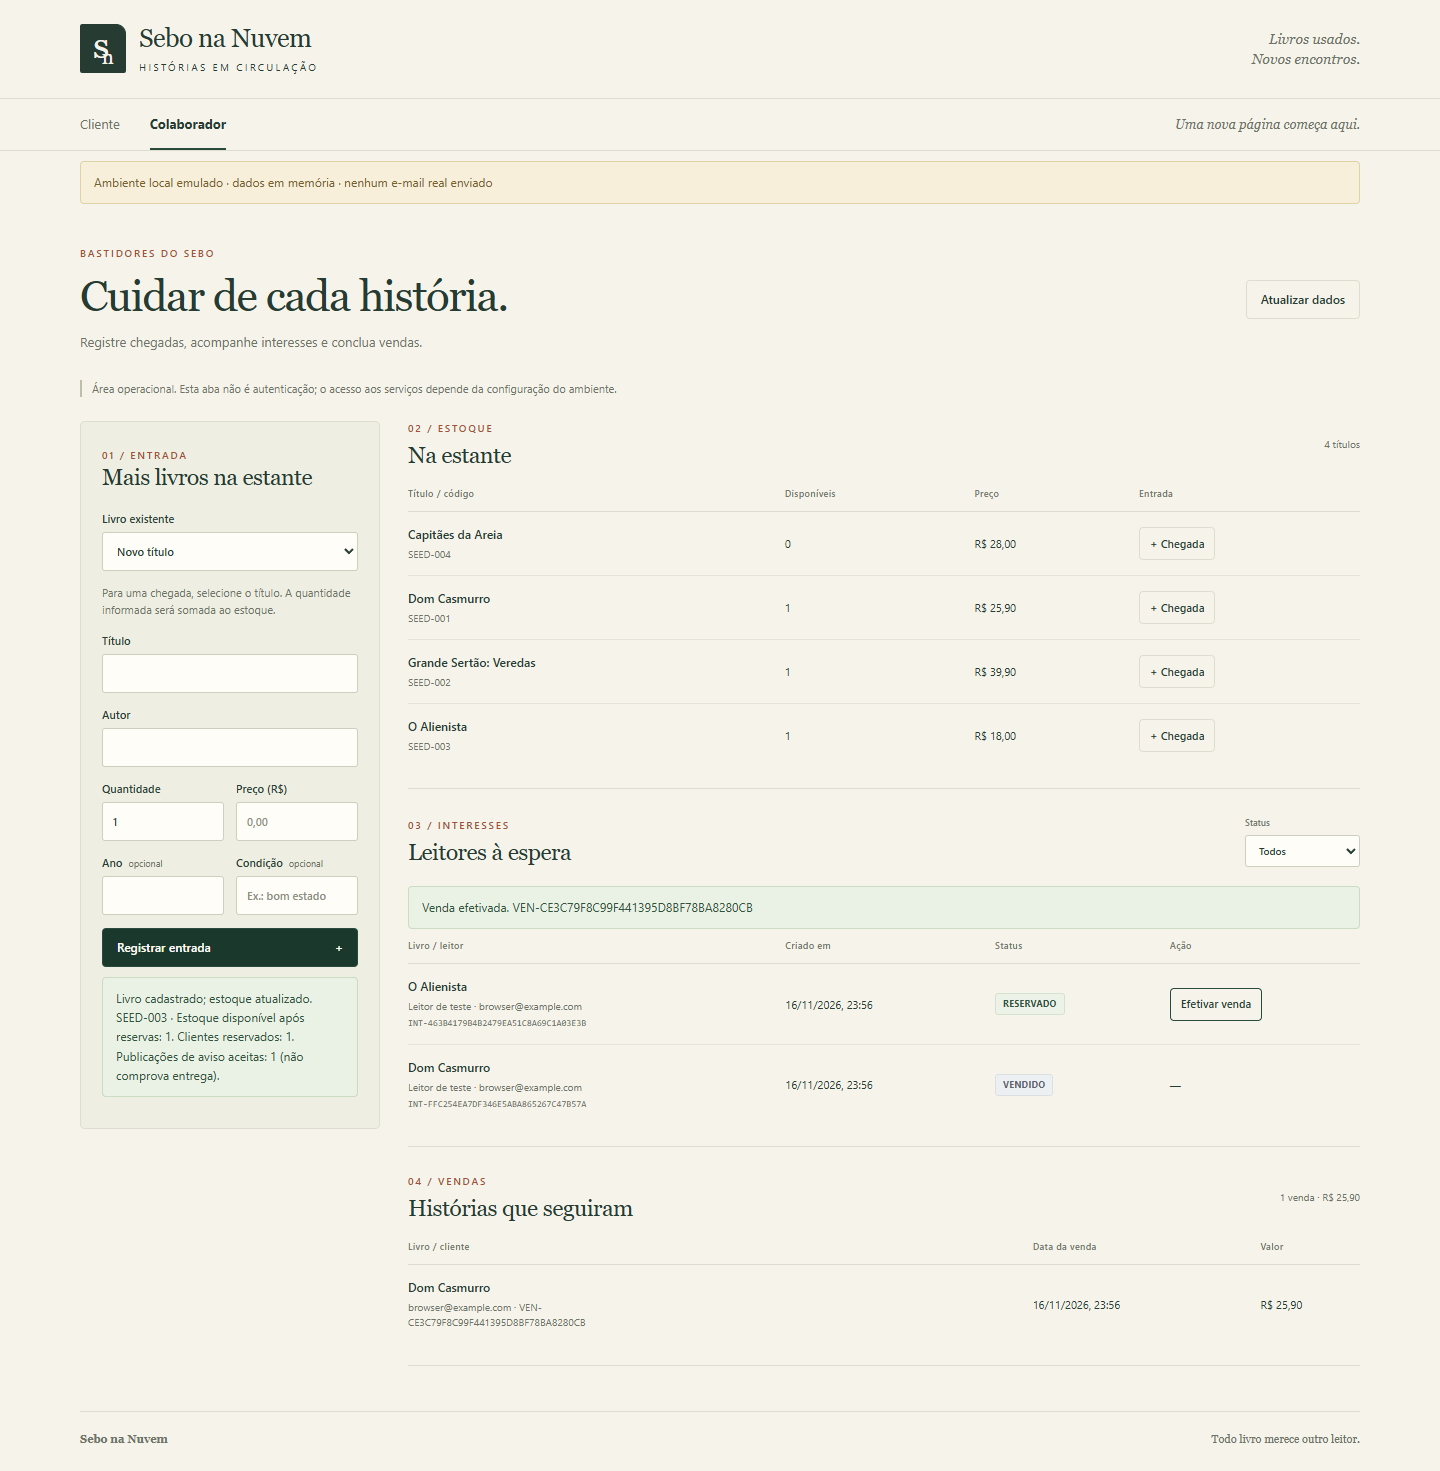 Sn
Sebo na Nuvem
HISTÓRIAS EM CIRCULAÇÃO
Livros usados.
Novos encontros.
Cliente
Colaborador
Uma nova página começa aqui.
Ambiente local emulado · dados em memória · nenhum e-mail real enviado
BASTIDORES DO SEBO
Cuidar de cada história.
Atualizar dados
Registre chegadas, acompanhe interesses e conclua vendas.
Área operacional. Esta aba não é autenticação; o acesso aos serviços depende da configuração do ambiente.
01 / ENTRADA
Mais livros na estante
Livro existente
Novo título
Para uma chegada, selecione o título. A quantidade
informada será somada ao estoque.
Título
Autor
Quantidade Preço (R$)
1 0,00
Ano opcional Condição opcional
Ex.: bom estado
Registrar entrada +
Livro cadastrado; estoque atualizado.
SEED-003 · Estoque disponível após
reservas: 1. Clientes reservados: 1.
Publicações de aviso aceitas: 1 (não
comprova entrega).
02 / ESTOQUE
Na estante
4 títulos
Título / código Disponíveis Preço Entrada
Capitães da Areia
SEED-004
0 R$ 28,00 + Chegada
Dom Casmurro
SEED-001
1 R$ 25,90 + Chegada
Grande Sertão: Veredas
SEED-002
1 R$ 39,90 + Chegada
O Alienista
SEED-003
1 R$ 18,00 + Chegada
03 / INTERESSES
Leitores à espera
Status
Todos
Venda efetivada. VEN-CE3C79F8C99F441395D8BF78BA8280CB
Livro / leitor Criado em Status Ação
O Alienista
Leitor de teste · browser@example.com
INT-463B4179B4B2479EA51C8A69C1A03E3B
16/11/2026, 23:56 RESERVADO Efetivar venda
Dom Casmurro
Leitor de teste · browser@example.com
INT-FFC254EA7DF346E5ABA865267C47B57A
16/11/2026, 23:56 VENDIDO —
04 / VENDAS
Histórias que seguiram
1 venda · R$ 25,90
Livro / cliente Data da venda Valor
Dom Casmurro
browser@example.com · VEN-
CE3C79F8C99F441395D8BF78BA8280CB
16/11/2026, 23:56 R$ 25,90
Sebo na Nuvem
Todo livro merece outro leitor.